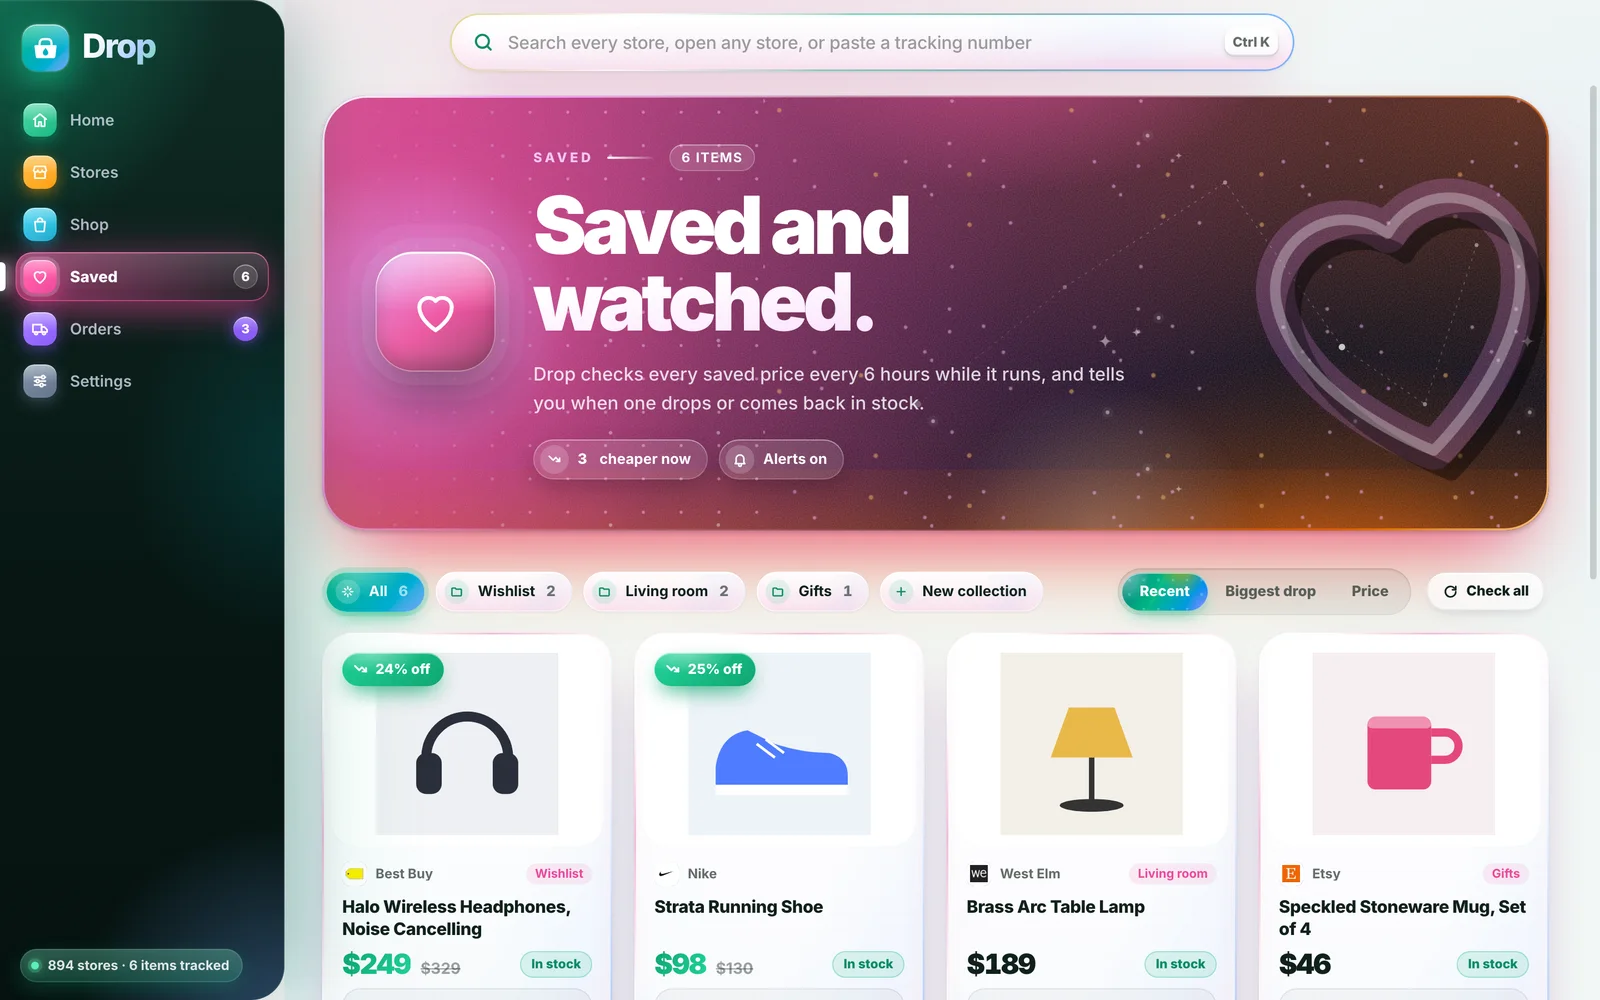 Drop
Search every store, open any store, or paste a tracking number
Ctrl K
Home
Stores
Shop
Saved 6
Orders 3
Settings
894 stores · 6 items tracked
SAVED
6 ITEMS
Saved and
watched.
Drop checks every saved price every 6 hours while it runs, and tells
you when one drops or comes back in stock.
3 cheaper now
Alerts on
All 6
Wishlist 2
Living room 2
Gifts 1
New collection
Recent
Biggest drop
Price
Check all
24% off
Best Buy
Wishlist
Halo Wireless Headphones,
Noise Cancelling
$249 $329
In stock
25% off
Nike
Strata Running Shoe
$98 $130
In stock
we
West Elm
Living room
Brass Arc Table Lamp
$189
In stock
E
Etsy
Gifts
Speckled Stoneware Mug, Set
of 4
$46
In stock